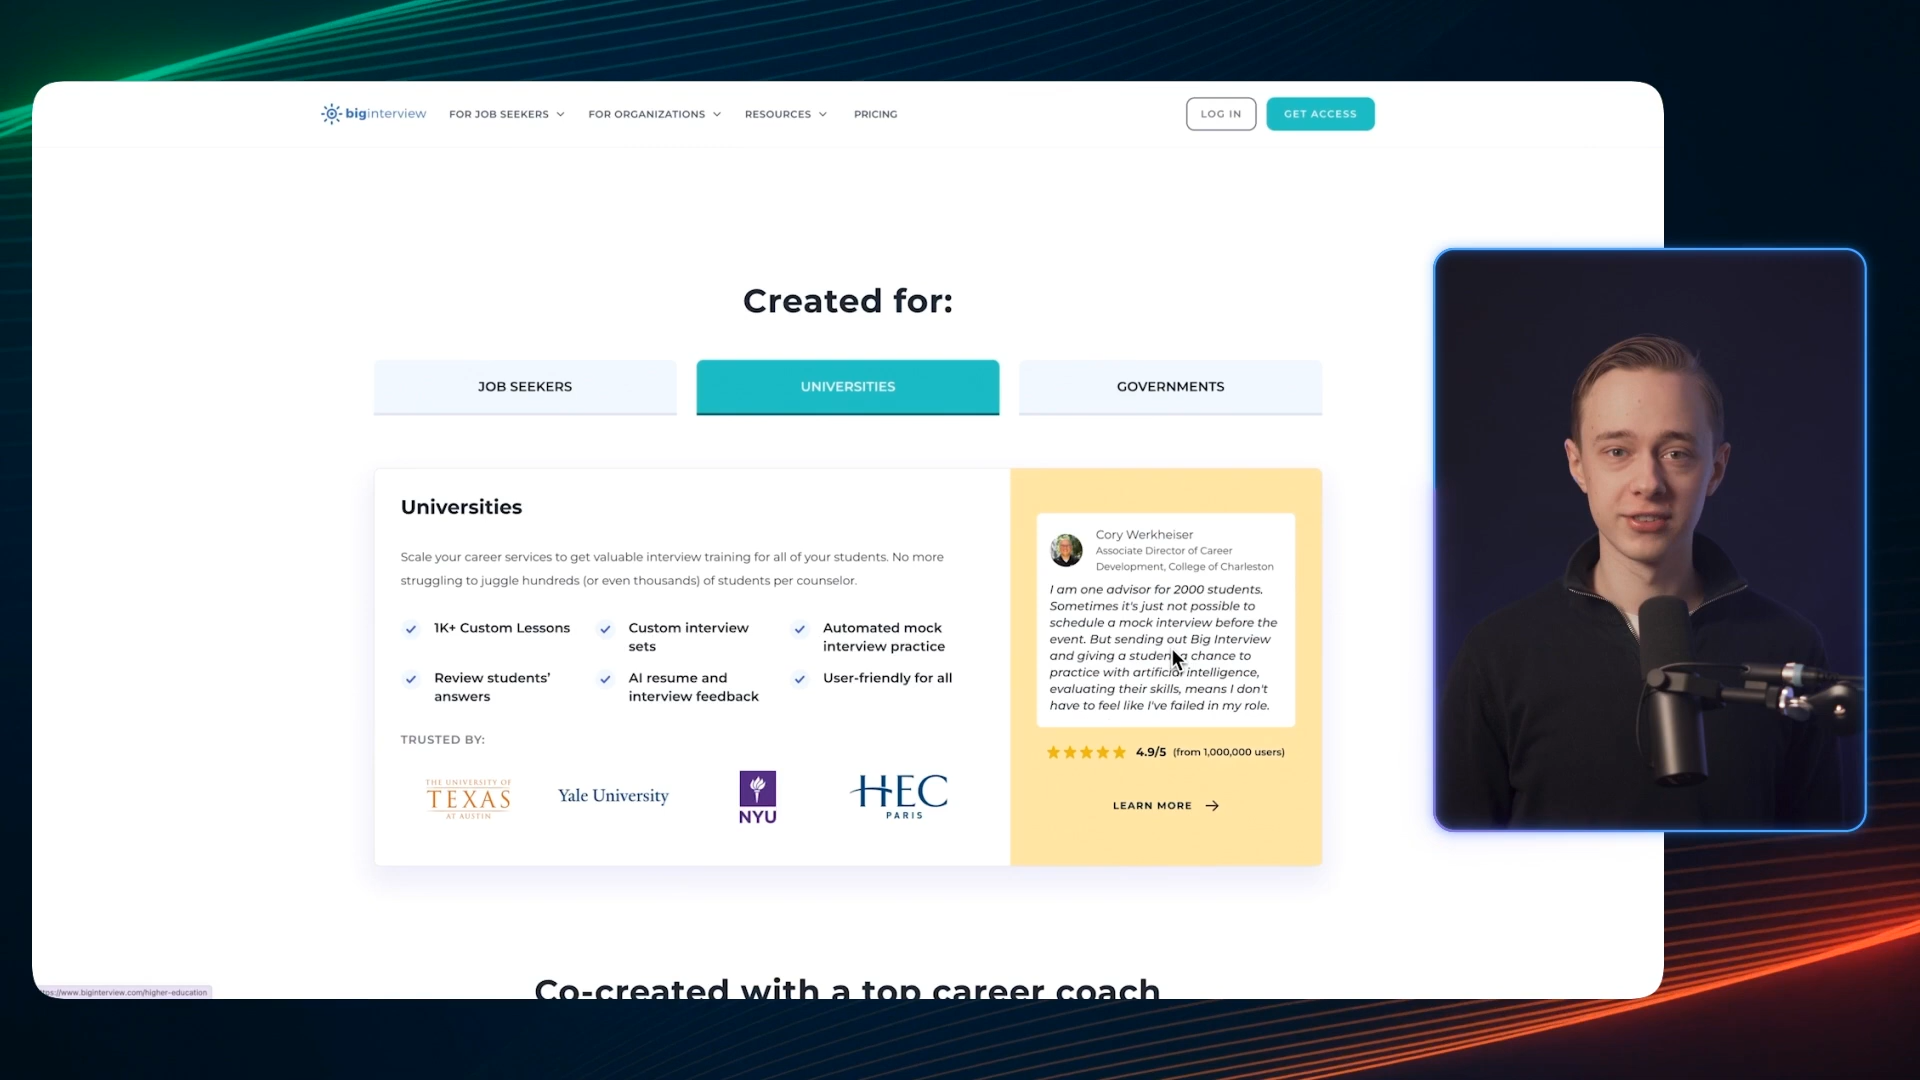 biginterview
FOR JOB SEEKERS
FOR ORGANIZATIONS
RESOURCES
PRICING
LOG IN
GET ACCESS
Created for:
JOB SEEKERS
UNIVERSITIES
GOVERNMENTS
Universities
Scale your career services to get valuable interview training for all of your students. No more
struggling to juggle hundreds (or even thousands) of students per counselor.
1K+ Custom Lessons
Custom interview
sets
Automated mock
interview practice
Review students’
answers
AI resume and
interview feedback
User-friendly for all
TRUSTED BY:
THE UNIVERSITY OF
TEXAS
AT AUSTIN
Yale University
NYU
HEC
PARIS
Cory Werkheiser
Associate Director of Career
Development, College of Charleston
I am one advisor for 2000 students.
Sometimes it's just not possible to
schedule a mock interview before the
event. But sending out Big Interview
and giving a student a chance to
practice with artificial intelligence,
evaluating their skills, means I don't
have to feel like I've failed in my role.
4.9/5 (from 1,000,000 users)
LEARN MORE
Co-created with a top career coach
ps://www.biginterview.com/higher-education